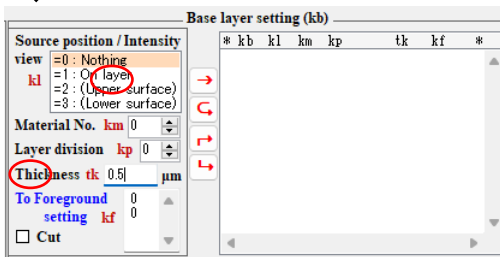 Base layer setting (kb)
Source position / Intensity
view
kl
=0 : Nothing
=1 : On layer
=2 : (Upper surface)
=3 : (Lower surface)
Material No. km 0
Layer division kp 0
Thickness tk 0.5 μm
To Foreground
setting kf
0
0
Cut
* kb kl km kp tk kf *